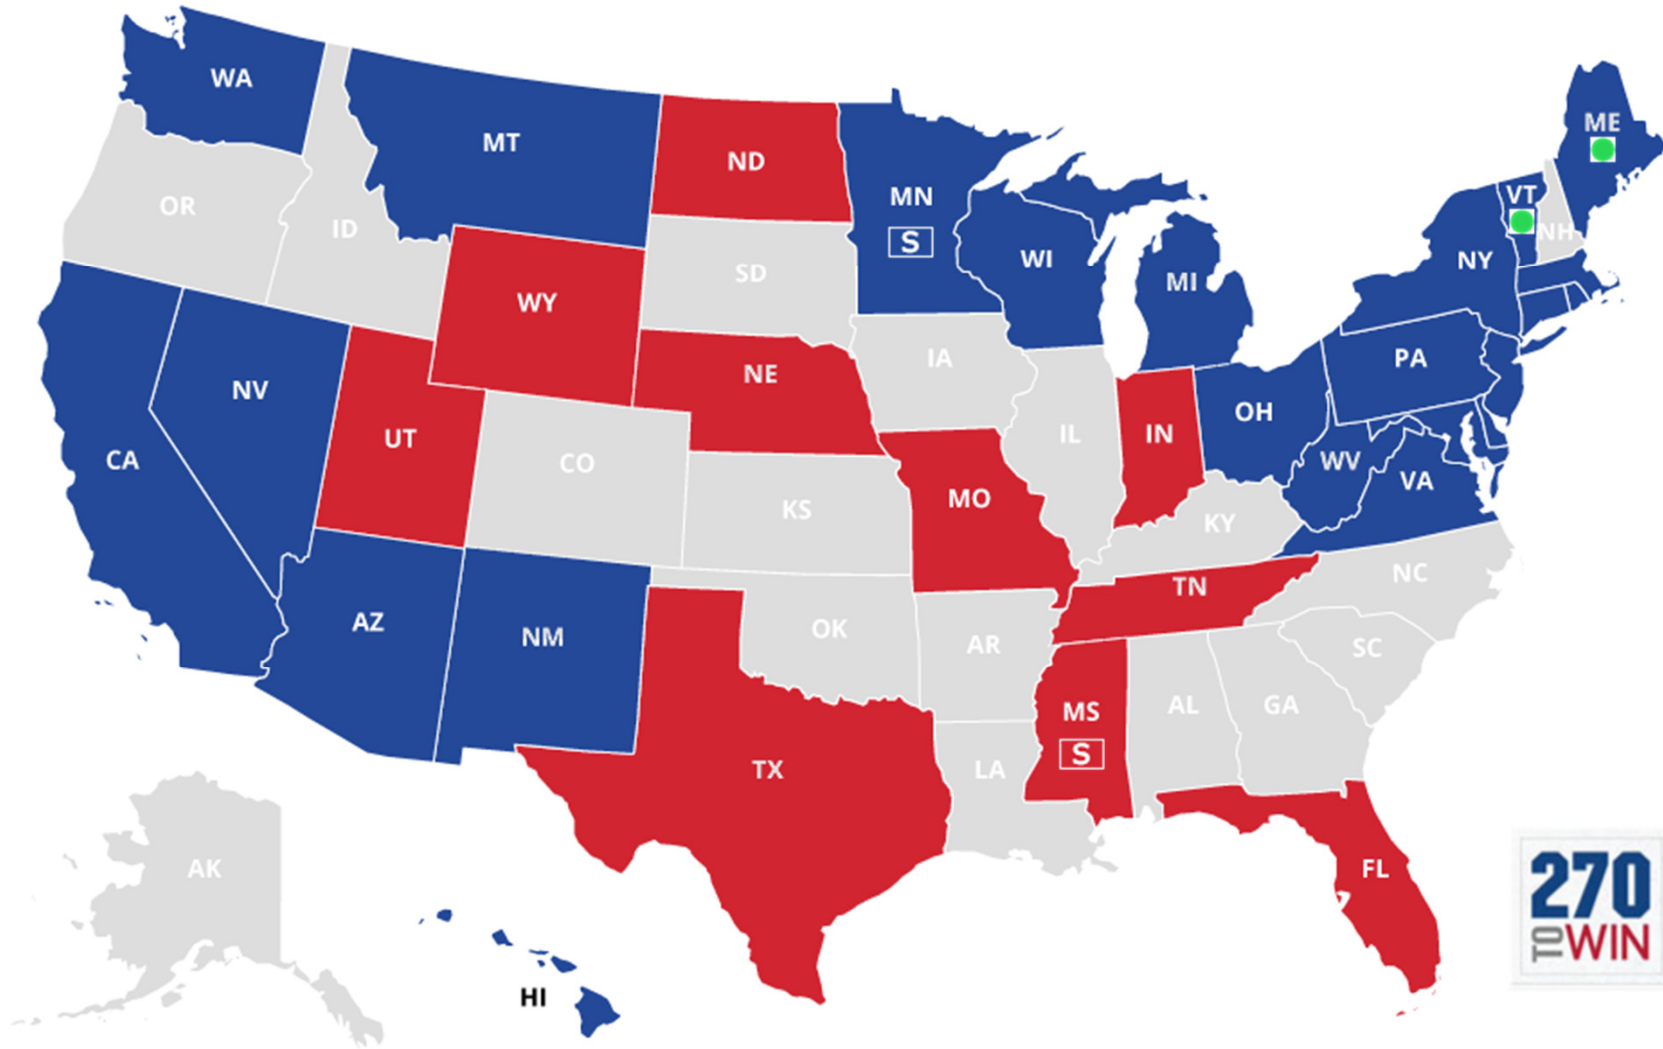 WA
MT
ND
MN
S
ME
VT
NH
OR
ID
WY
SD
WI
MI
NY
NV
UT
NE
IA
PA
CA
CO
KS
MO
IL
IN
OH
WV
VA
KY
AZ
NM
OK
AR
TN
NC
SC
TX
LA
MS
S
AL
GA
FL
AK
HI
270
TO WIN